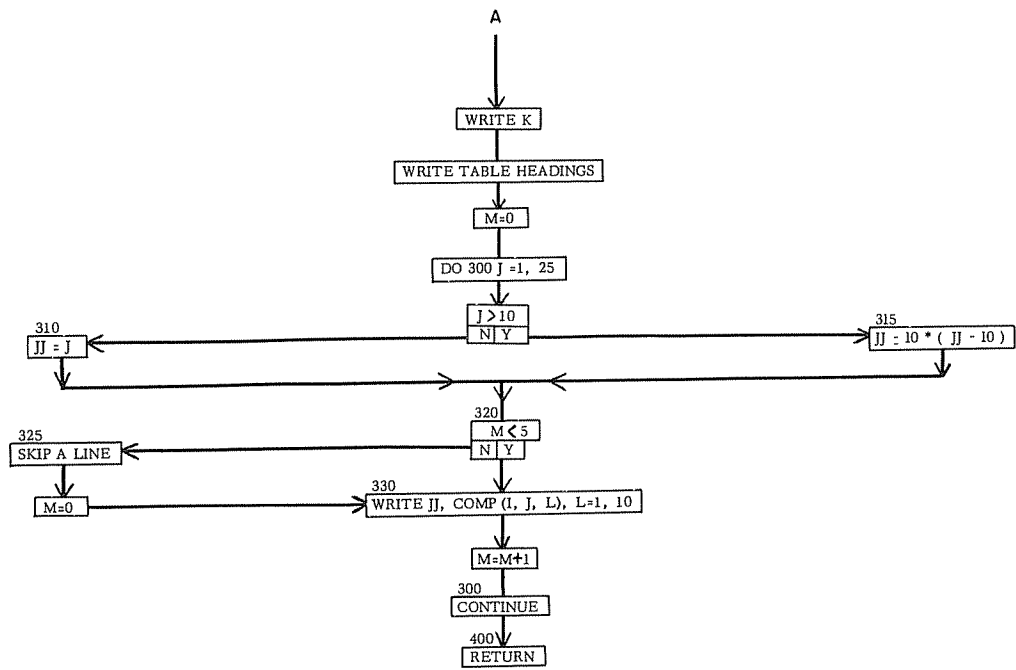 A
WRITE K
WRITE TABLE HEADINGS
M=0
DO 300 J =1, 25
J > 10
N Y
310
JJ = J
315
JJ = 10 * ( JJ - 10 )
320
M < 5
N Y
325
SKIP A LINE
M=0
330
WRITE JJ, COMP (I, J, L), L=1, 10
M=M+1
300
CONTINUE
400
RETURN